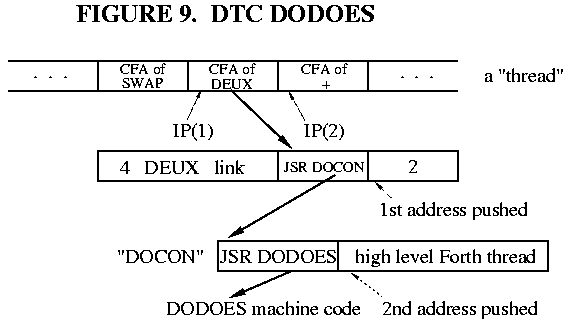 FIGURE 9. DTC DODOES
. . . CFA of SWAP CFA of DEUX CFA of + . . . a "thread"
IP(1) IP(2)
4 DEUX link JSR DOCON 2
1st address pushed
"DOCON" JSR DODOES high level Forth thread
DODOES machine code 2nd address pushed